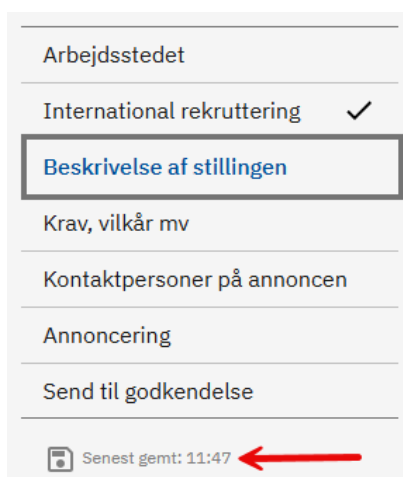 Arbejdsstedet
International rekruttering
Beskrivelse af stillingen
Krav, vilkår mv
Kontaktpersoner på annoncen
Annoncering
Send til godkendelse
Senest gemt: 11:47